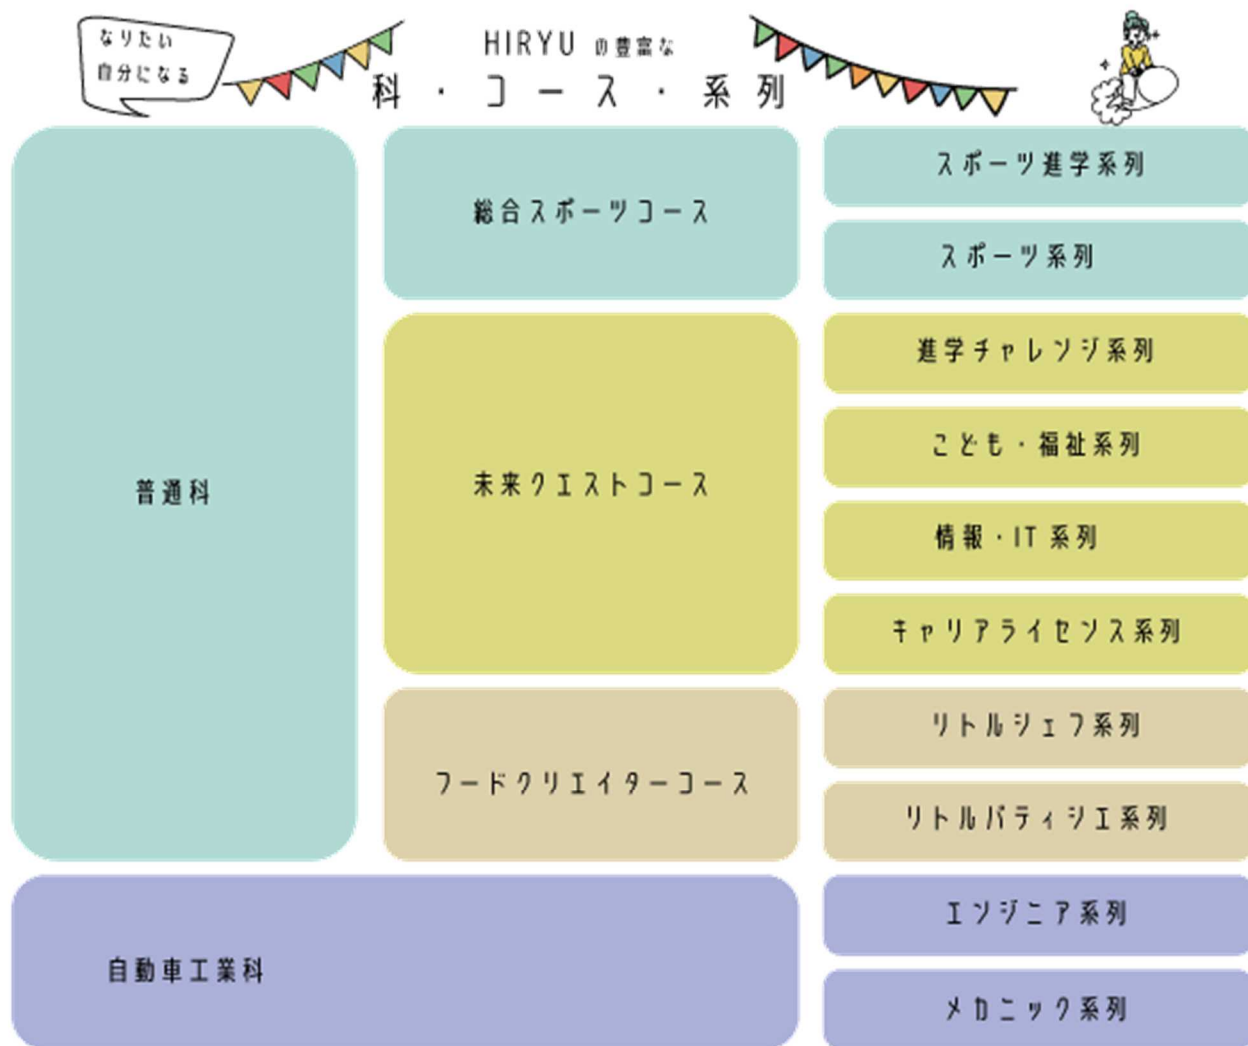 なりたい
自分になる
HIRYU の豊富な
科・コース・系列
普通科
総合スポーツコース
スポーツ進学系列
スポーツ系列
未来クエストコース
進学チャレンジ系列
こども・福祉系列
情報・IT 系列
キャリアライセンス系列
フードクリエイターコース
リトルシェフ系列
リトルパティシエ系列
自動車工業科
エンジニア系列
メカニック系列